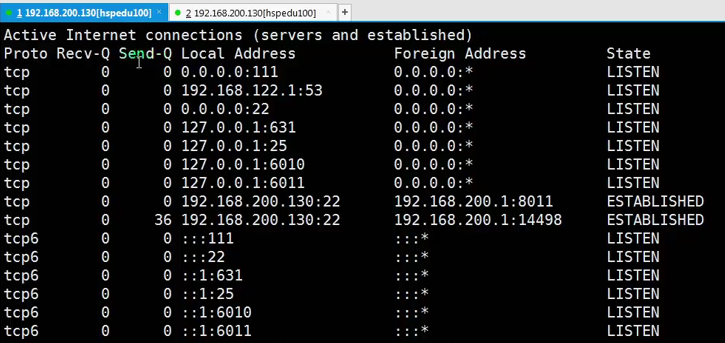 1 192.168.200.130[hspedu100] × 2 192.168.200.130[hspedu100] × +
Active Internet connections (servers and established)
Proto Recv-Q Send-Q Local Address Foreign Address State
tcp 0 0 0.0.0.0:111 0.0.0.0:* LISTEN
tcp 0 0 192.168.122.1:53 0.0.0.0:* LISTEN
tcp 0 0 0.0.0.0:22 0.0.0.0:* LISTEN
tcp 0 0 127.0.0.1:631 0.0.0.0:* LISTEN
tcp 0 0 127.0.0.1:25 0.0.0.0:* LISTEN
tcp 0 0 127.0.0.1:6010 0.0.0.0:* LISTEN
tcp 0 0 127.0.0.1:6011 0.0.0.0:* LISTEN
tcp 0 0 192.168.200.130:22 192.168.200.1:8011 ESTABLISHED
tcp 0 36 192.168.200.130:22 192.168.200.1:14498 ESTABLISHED
tcp6 0 0 :::111 :::* LISTEN
tcp6 0 0 :::22 :::* LISTEN
tcp6 0 0 ::1:631 :::* LISTEN
tcp6 0 0 ::1:25 :::* LISTEN
tcp6 0 0 ::1:6010 :::* LISTEN
tcp6 0 0 ::1:6011 :::* LISTEN